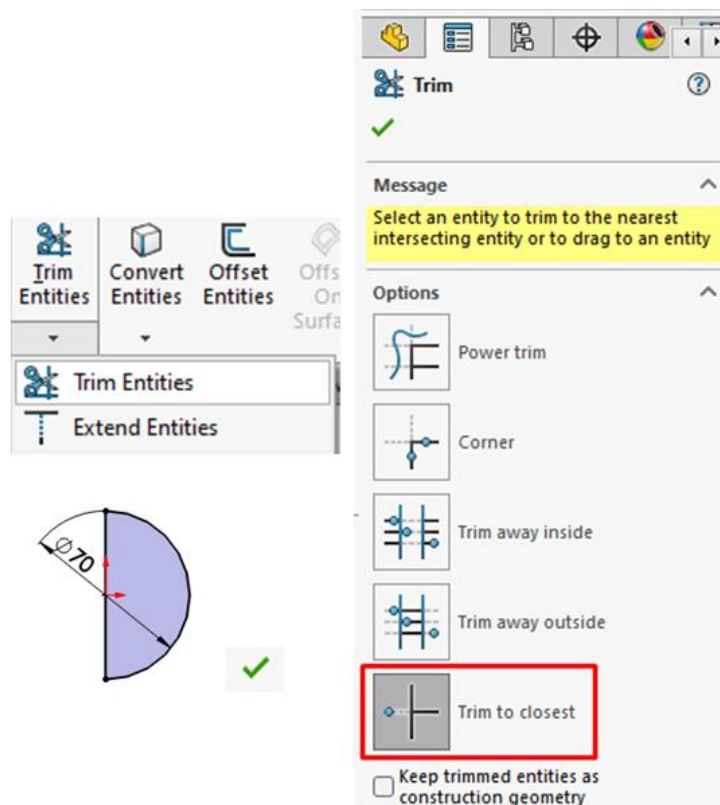 Trim
Entities
Convert
Entities
Offset
Entities
On
Trim Entities
Extend Entities
⌀70
Trim
Message
Select an entity to trim to the nearest
intersecting entity or to drag to an entity
Options
Power trim
Corner
Trim away inside
Trim away outside
Trim to closest
Keep trimmed entities as
construction geometry